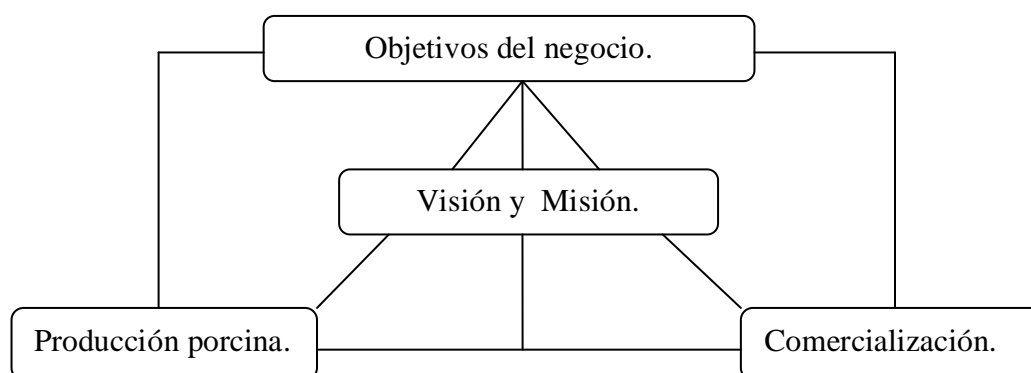 Objetivos del negocio.
Visión y  Misión.
Producción porcina.
Comercialización.